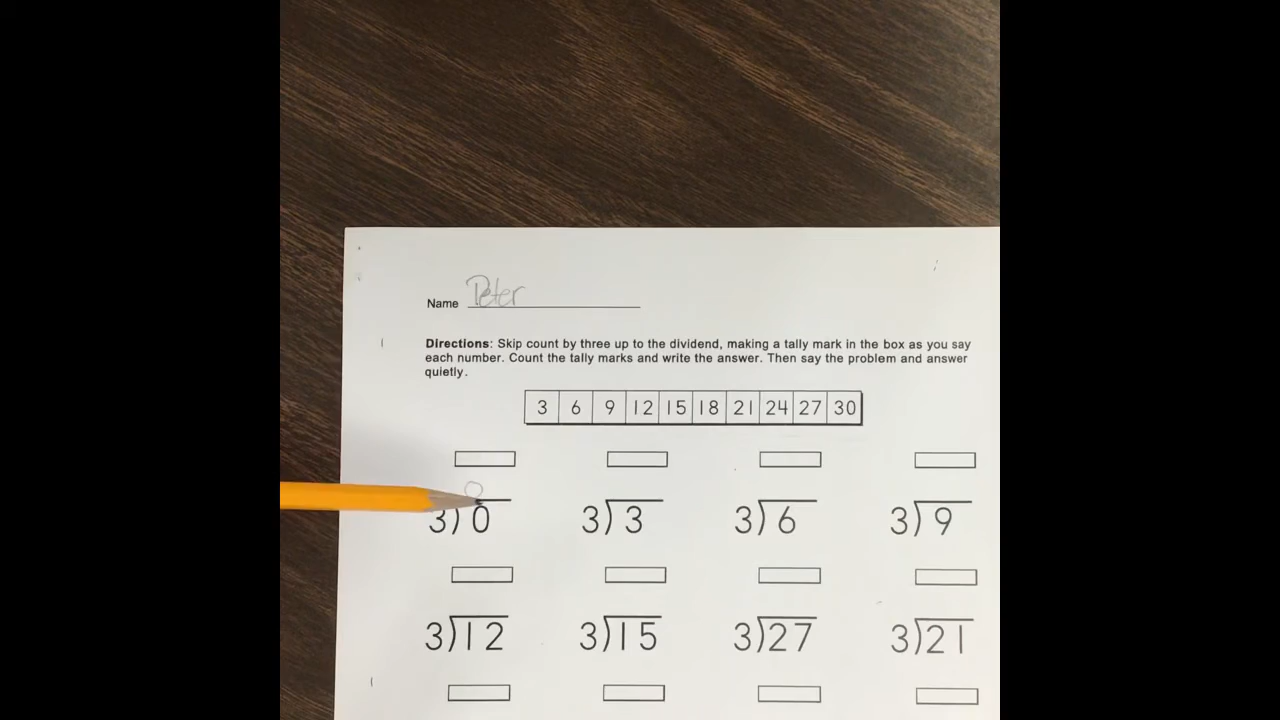 Name Peter
Directions: Skip count by three up to the dividend, making a tally mark in the box as you say
each number. Count the tally marks and write the answer. Then say the problem and answer
quietly.
3 6 9 12 15 18 21 24 27 30
0
3)0 3)3 3)6 3)9
3)12 3)15 3)27 3)21